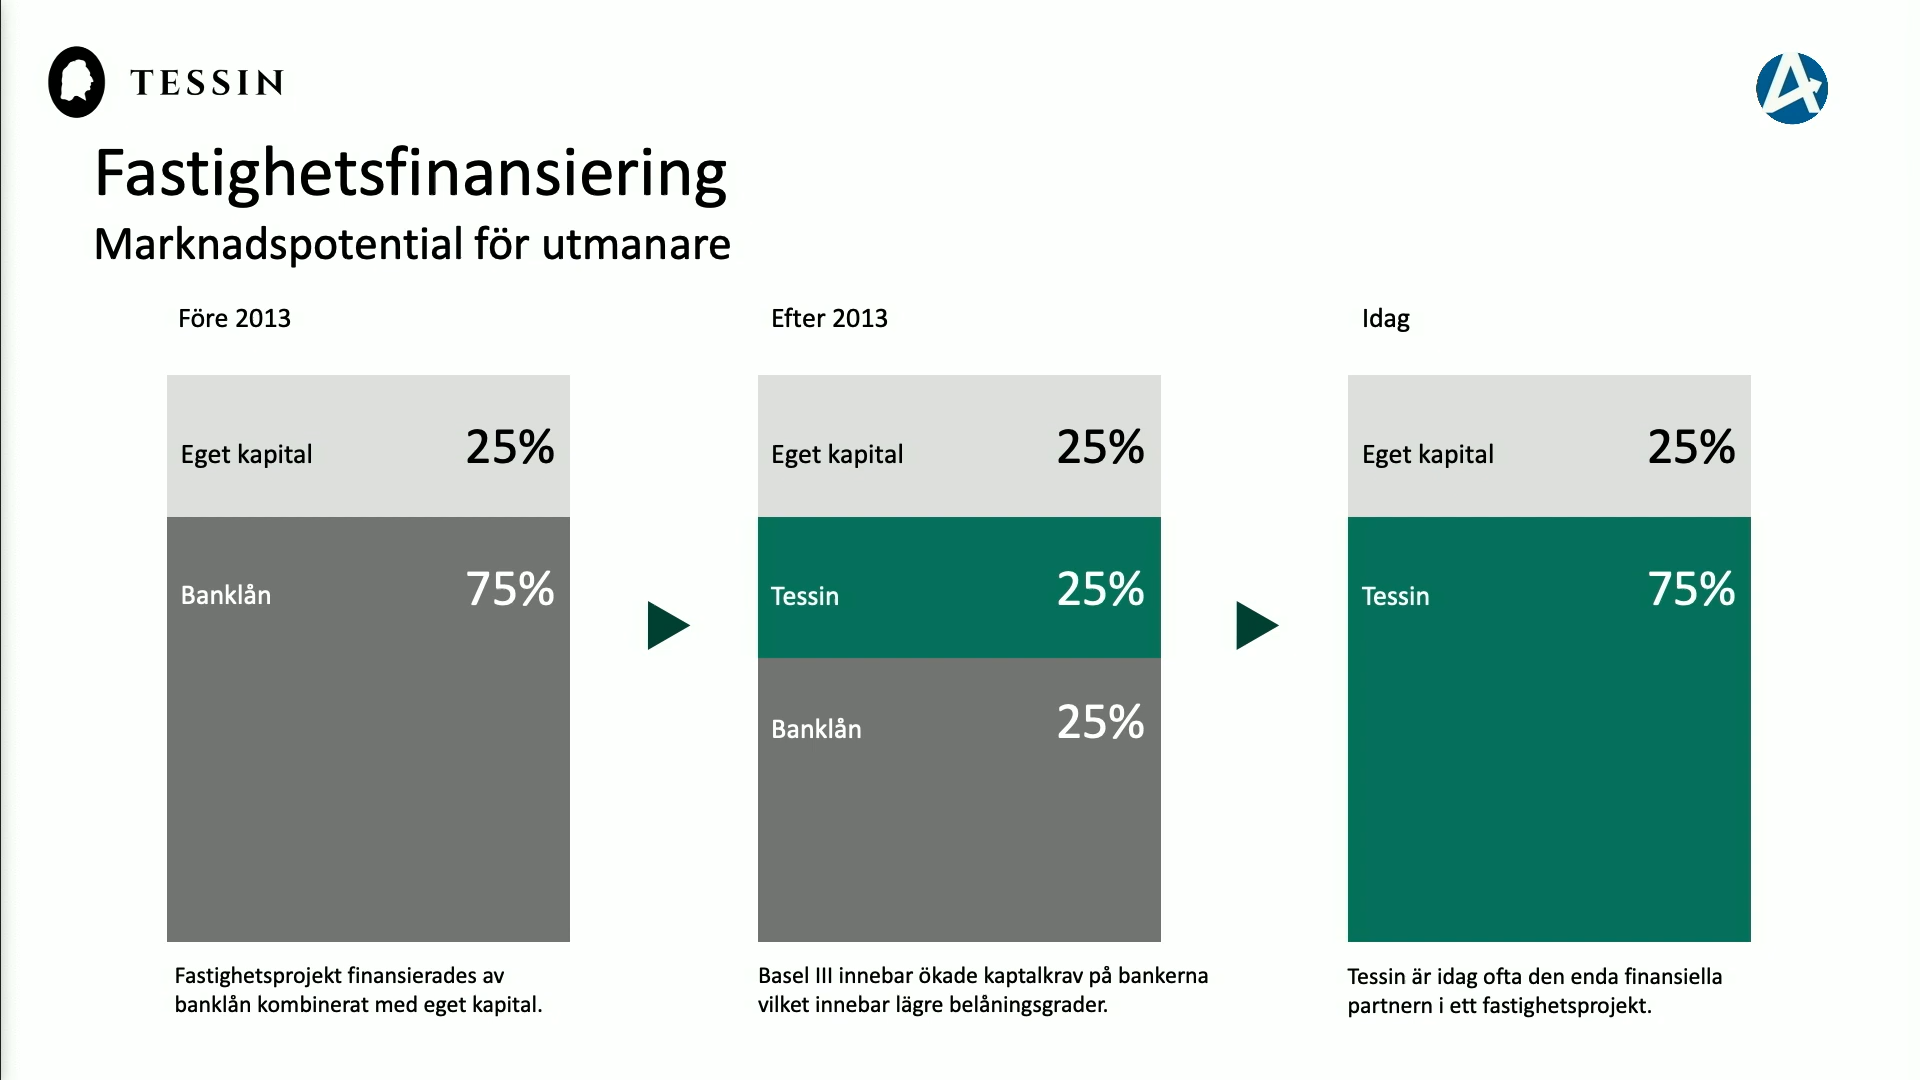 TESSIN
Fastighetsfinansiering
Marknadspotential för utmanare
Före 2013
Eget kapital 25%
Banklån 75%
Fastighetsprojekt finansierades av
banklån kombinerat med eget kapital.
Efter 2013
Eget kapital 25%
Tessin 25%
Banklån 25%
Basel III innebar ökade kaptalkrav på bankerna
vilket innebar lägre belåningsgrader.
Idag
Eget kapital 25%
Tessin 75%
Tessin är idag ofta den enda finansiella
partnern i ett fastighetsprojekt.